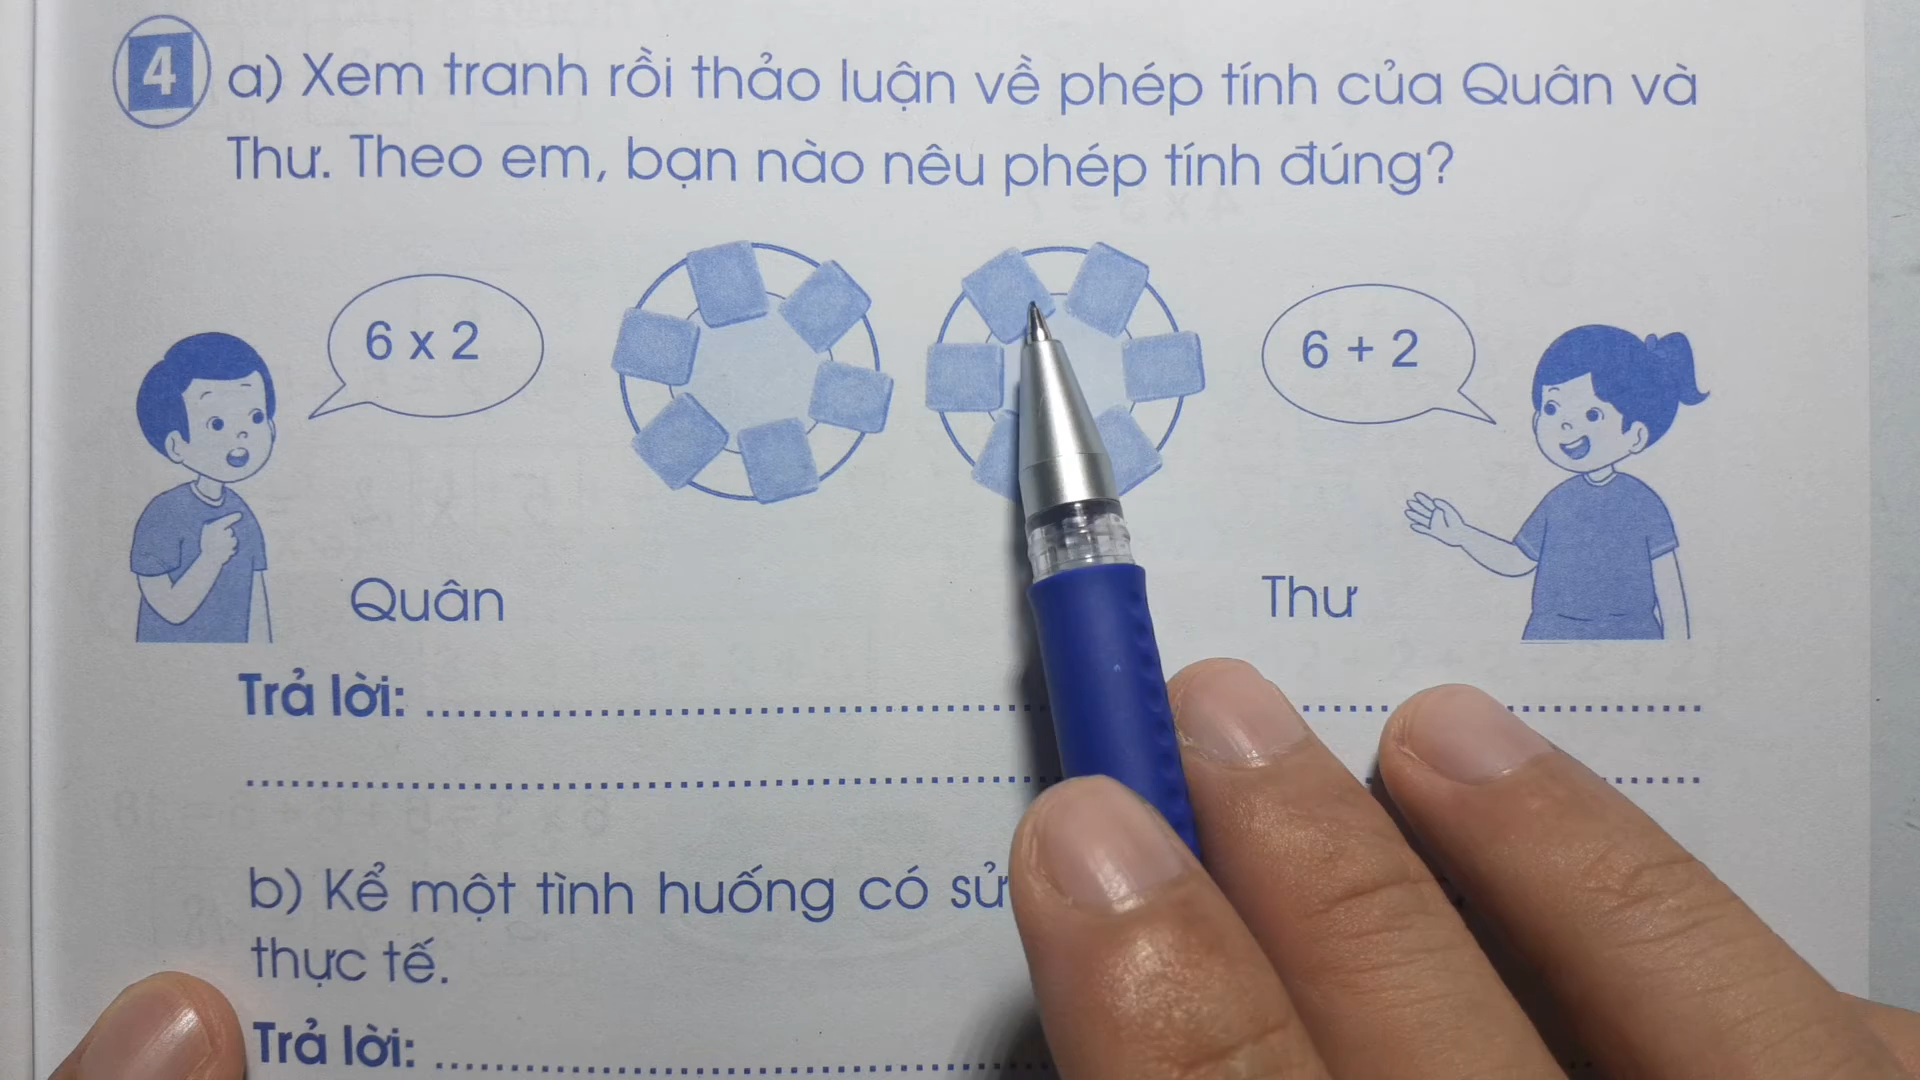 4 a) Xem tranh rồi thảo luận về phép tính của Quân và
Thư. Theo em, bạn nào nêu phép tính đúng?
6 x 2
6 + 2
Quân
Thư
Trả lời:
b) Kể một tình huống có sử
thực tế.
Trả lời: